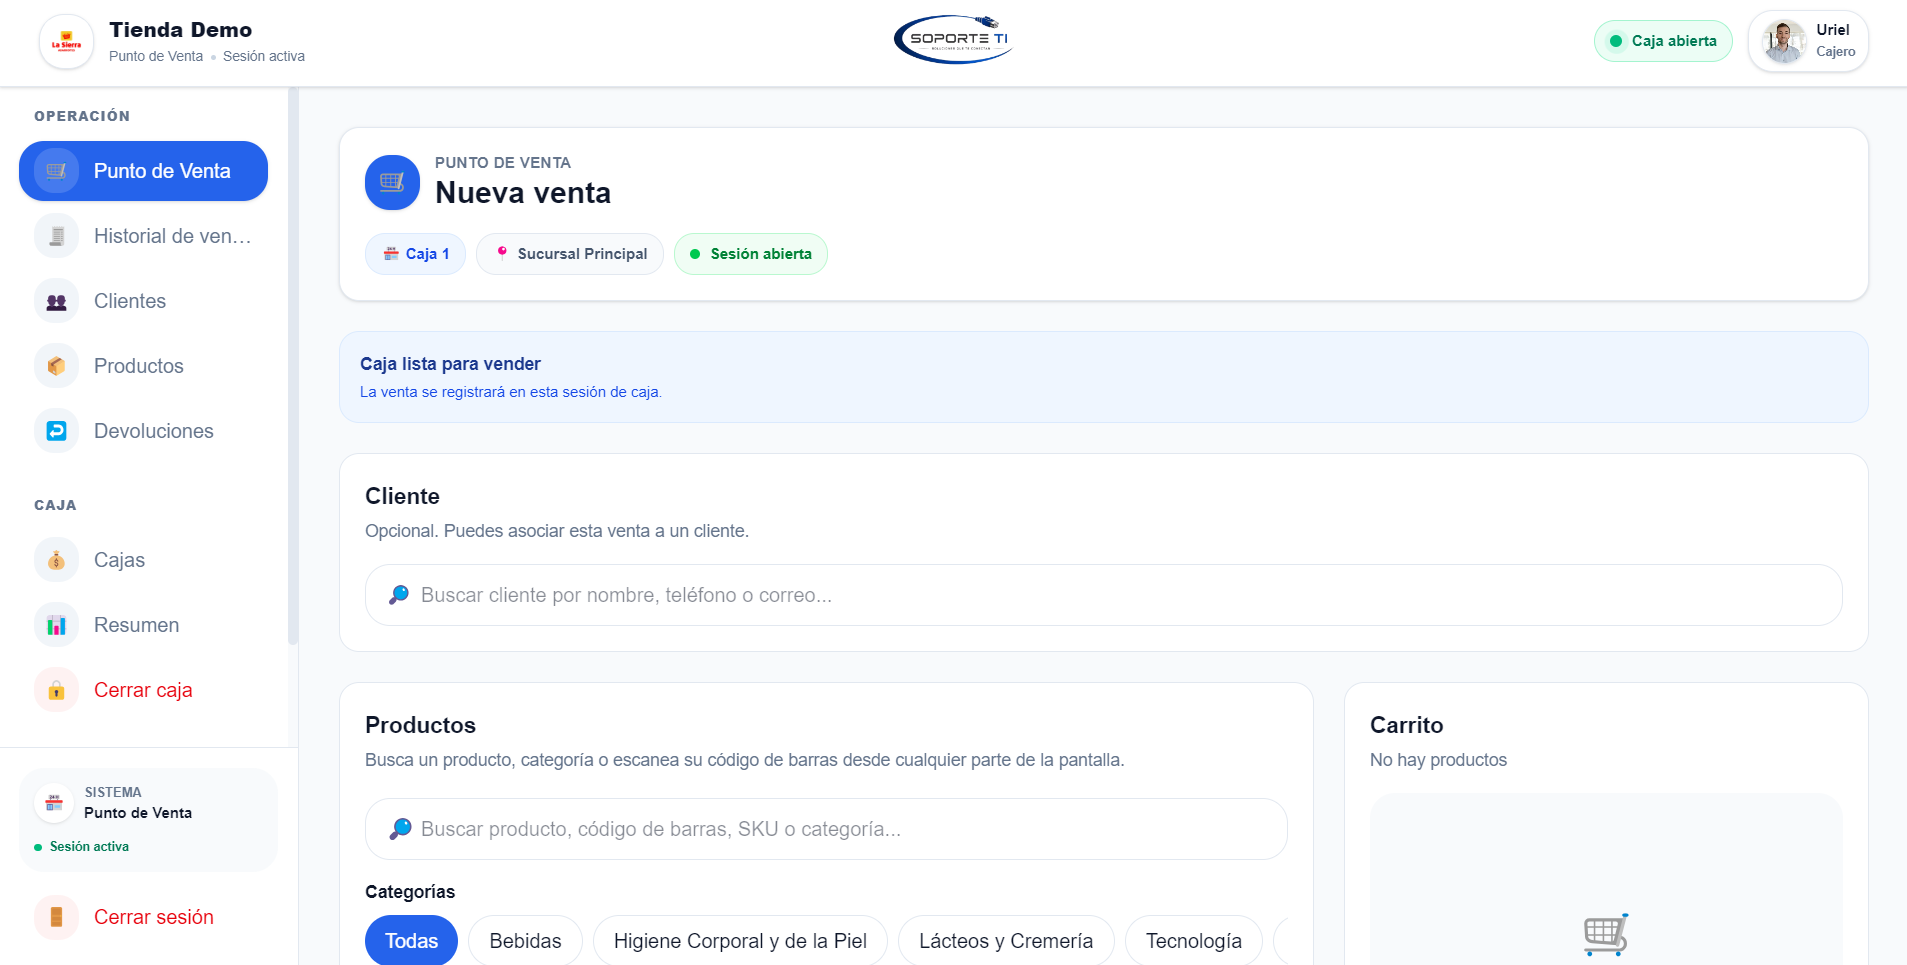 La Sierra
Tienda Demo
Punto de Venta • Sesión activa
SOPORTE TI
Caja abierta
Uriel
Cajero
OPERACIÓN
Punto de Venta
Historial de ven...
Clientes
Productos
Devoluciones
CAJA
Cajas
Resumen
Cerrar caja
SISTEMA
Punto de Venta
Sesión activa
Cerrar sesión
PUNTO DE VENTA
Nueva venta
Caja 1
Sucursal Principal
Sesión abierta
Caja lista para vender
La venta se registrará en esta sesión de caja.
Cliente
Opcional. Puedes asociar esta venta a un cliente.
Buscar cliente por nombre, teléfono o correo...
Productos
Busca un producto, categoría o escanea su código de barras desde cualquier parte de la pantalla.
Buscar producto, código de barras, SKU o categoría...
Categorías
Todas
Bebidas
Higiene Corporal y de la Piel
Lácteos y Cremería
Tecnología
Carrito
No hay productos